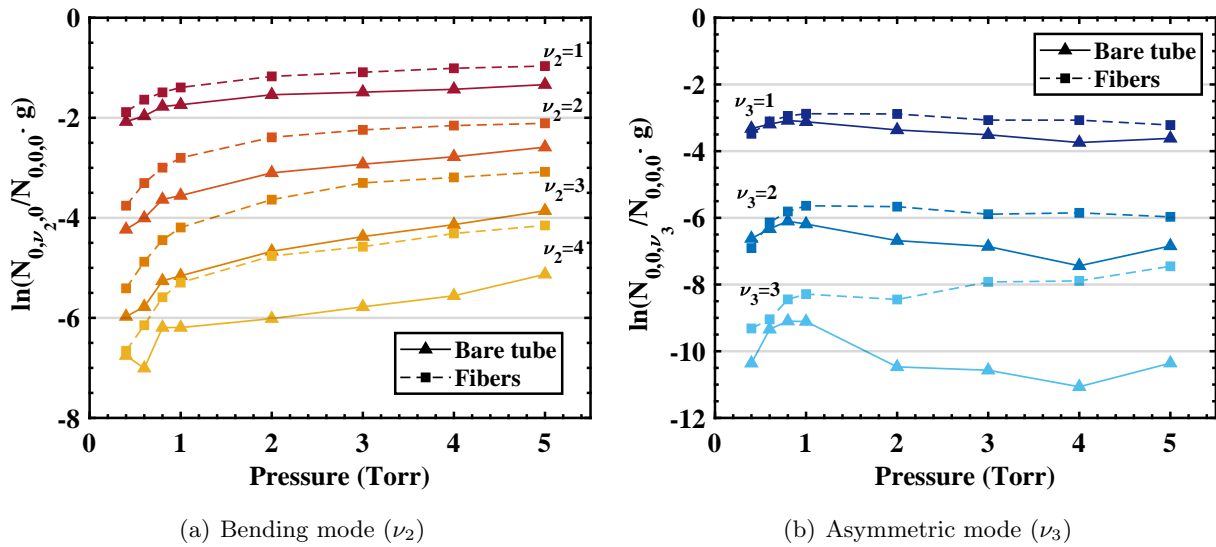 0
-2
-4
-6
-8
ln(N0,ν2,0/N0,0,0· g)
ν2=1
ν2=2
ν2=3
ν2=4
Bare tube
Fibers
0 1 2 3 4 5
Pressure (Torr)
(a) Bending mode (ν2)
0
-2
-4
-6
-8
-10
-12
ln(N0,0,ν3/N0,0,0· g)
Bare tube
Fibers
ν3=1
ν3=2
ν3=3
0 1 2 3 4 5
Pressure (Torr)
(b) Asymmetric mode (ν3)